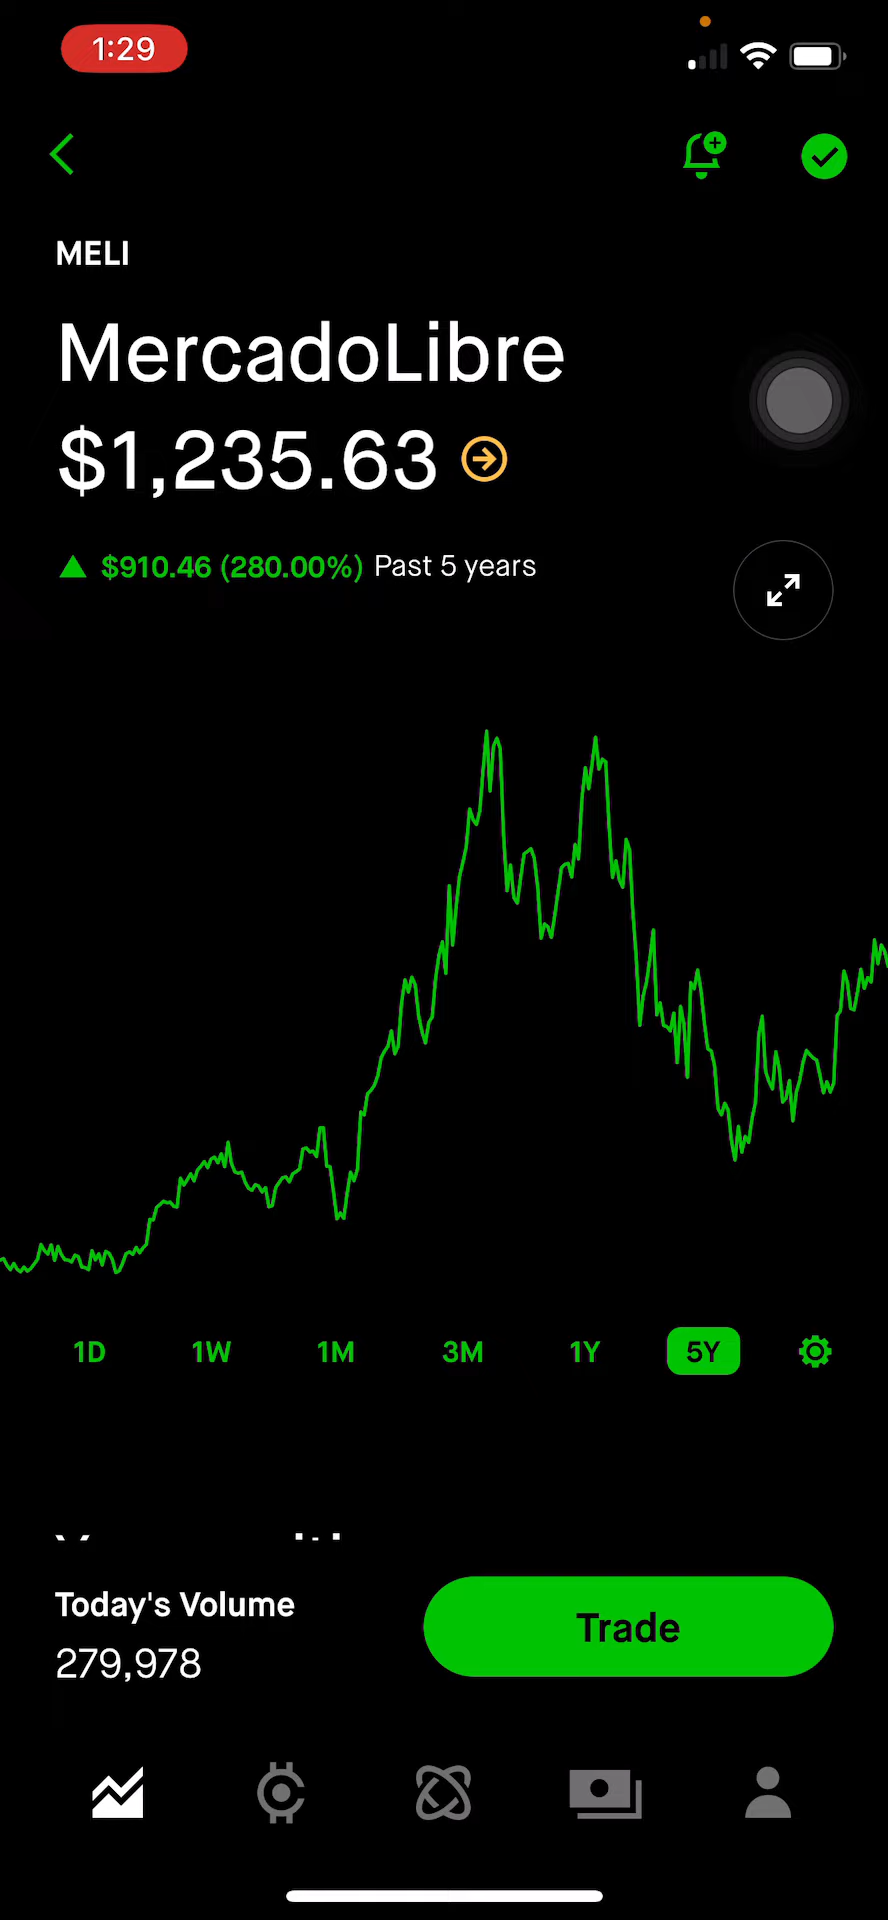 1:29
MELI
MercadoLibre
$1,235.63
$910.46 (280.00%) Past 5 years
1D 1W 1M 3M 1Y 5Y
Today's Volume
279,978
Trade